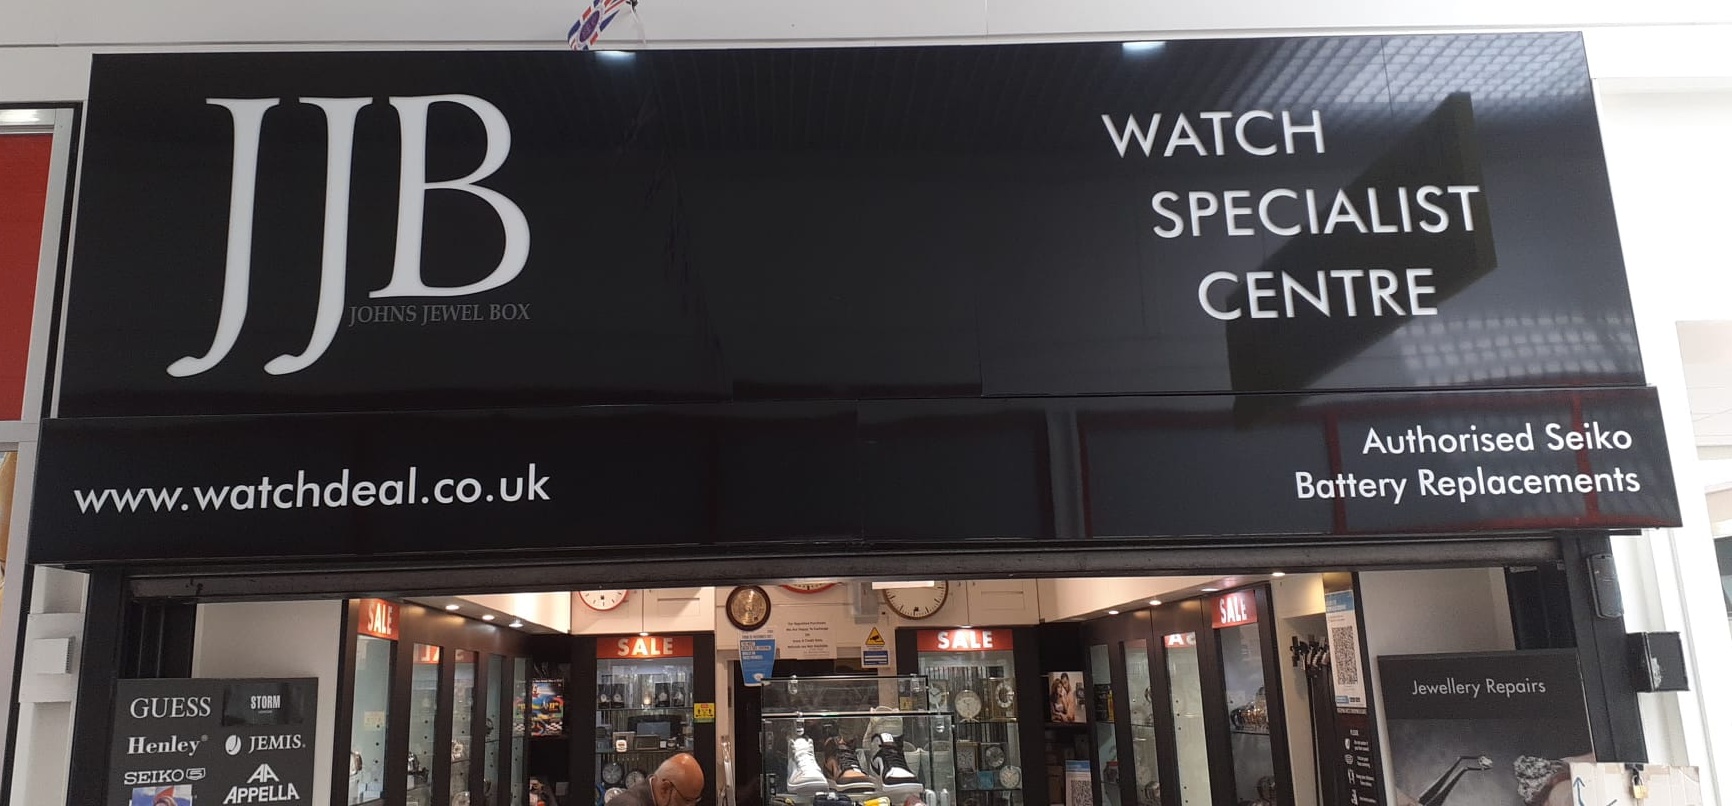 JJB
JOHNS JEWEL BOX
WATCH
SPECIALIST
CENTRE
www.watchdeal.co.uk
Authorised Seiko
Battery Replacements
SALE
SALE
SALE
SALE
GUESS
STORM
Henley®
JEMIS.
SEIKO 5
APPELLA
Jewellery Repairs